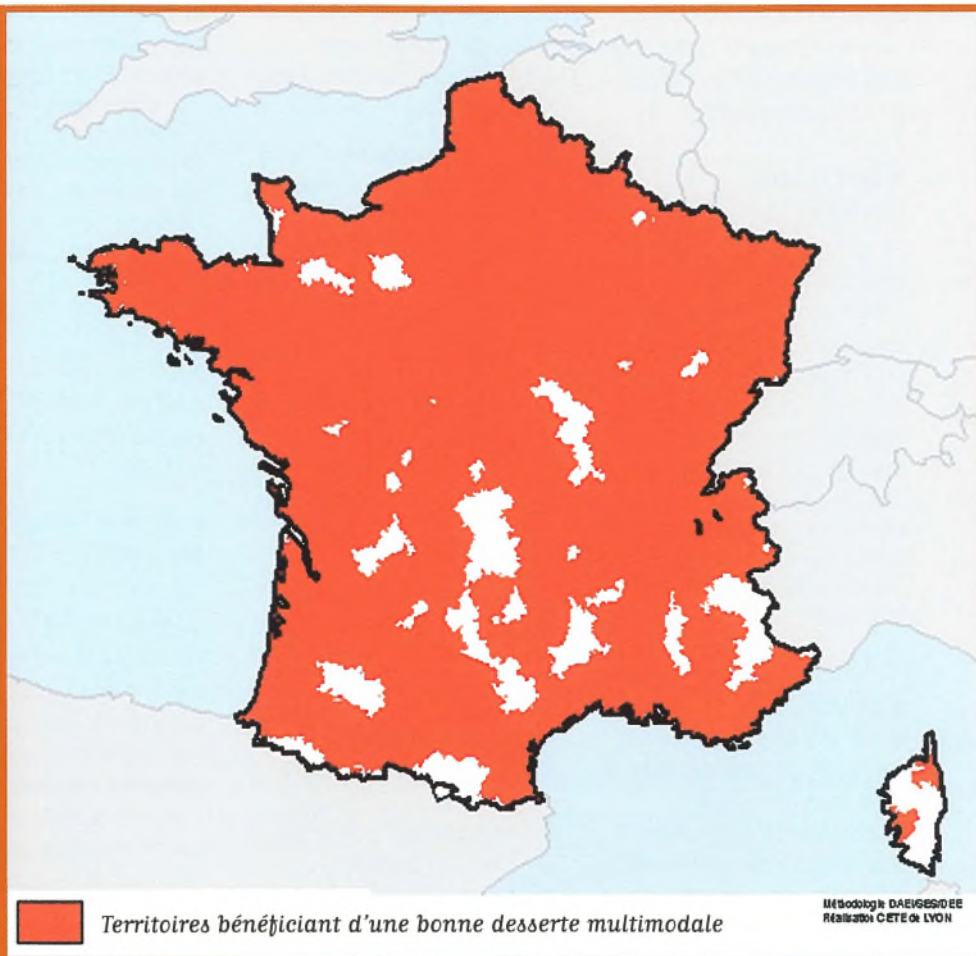 Territoires bénéficiant d'une bonne desserte multimodale
Méthodologie DAEI/SES/DEE
Réalisation CETE de LYON